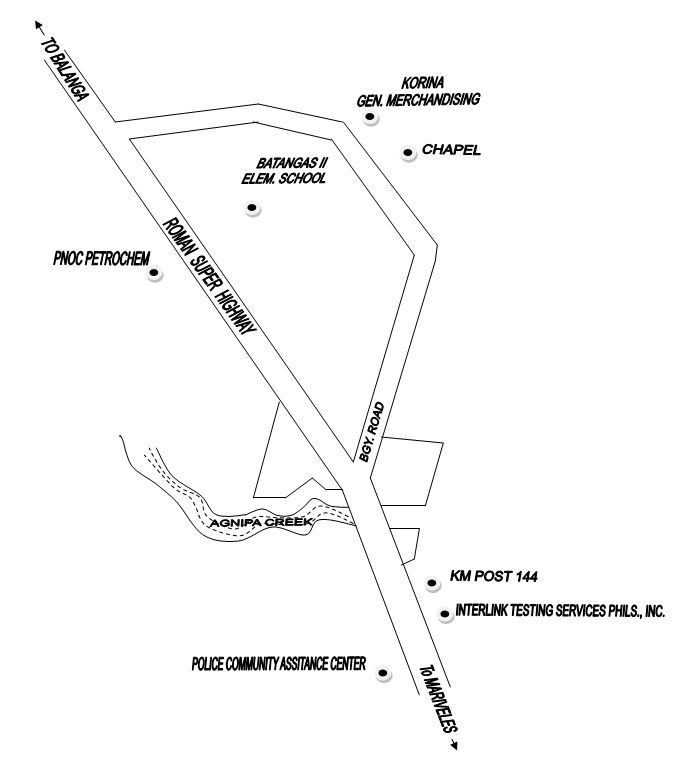 TO BALANGA
KORINA
GEN. MERCHANDISING
CHAPEL
BATANGAS II
ELEM. SCHOOL
ROMAN SUPER HIGHWAY
PNOC PETROCHEM
BGY. ROAD
AGNIPA CREEK
KM POST 144
INTERLINK TESTING SERVICES PHILS., INC.
POLICE COMMUNITY ASSITANCE CENTER
To MARIVELES